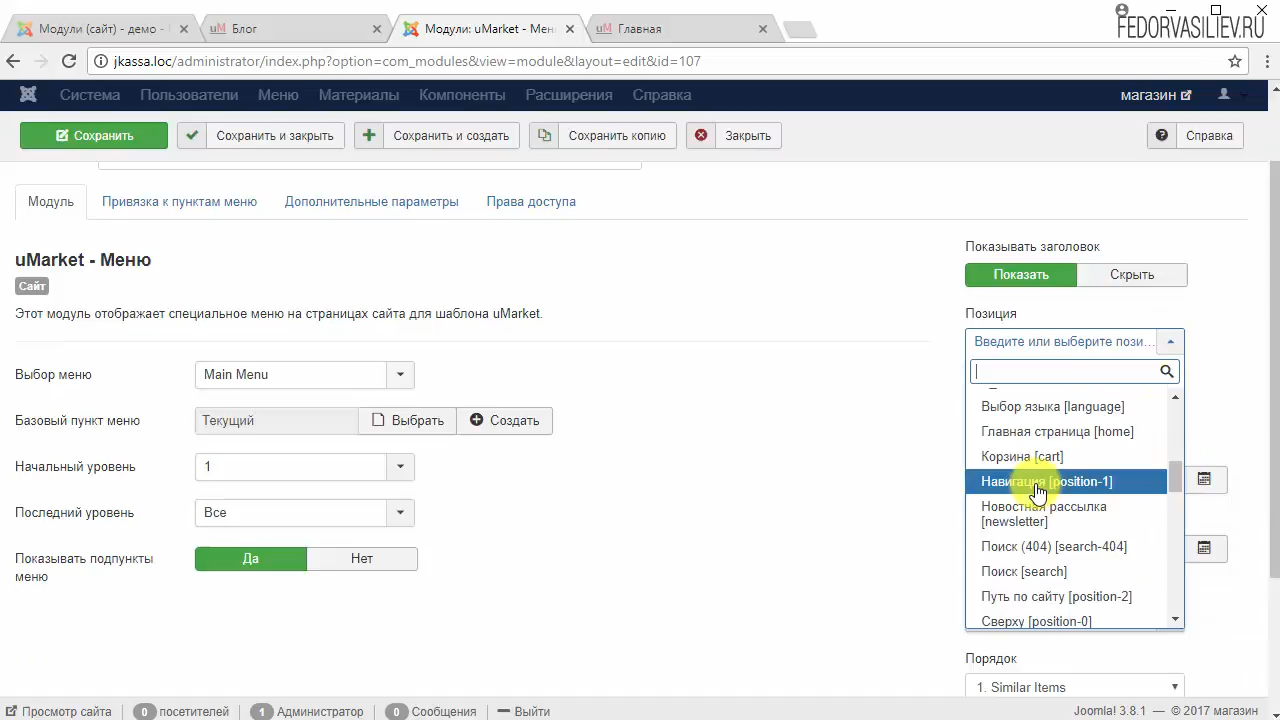 Модули (сайт) - демо -
Блог
Модули: uMarket - Мен
Главная
FEDORVASILIEV.RU
jkassa.loc/administrator/index.php?option=com_modules&view=module&layout=edit&id=107
Система Пользователи Меню Материалы Компоненты Расширения Справка магазин
Сохранить Сохранить и закрыть Сохранить и создать Сохранить копию Закрыть Справка
Модуль Привязка к пунктам меню Дополнительные параметры Права доступа
uMarket - Меню
Сайт
Этот модуль отображает специальное меню на страницах сайта для шаблона uMarket.
Выбор меню Main Menu
Базовый пункт меню Текущий Выбрать Создать
Начальный уровень 1
Последний уровень Все
Показывать подпункты
меню
Да Нет
Показывать заголовок
Показать Скрыть
Позиция
Введите или выберите пози...
Выбор языка [language]
Главная страница [home]
Корзина [cart]
Навигация [position-1]
Новостная рассылка
[newsletter]
Поиск (404) [search-404]
Поиск [search]
Путь по сайту [position-2]
Сверху [position-0]
Порядок
1. Similar Items
Просмотр сайта 0 посетителей 1 Администратор 0 Сообщения Выйти Joomla! 3.8.1 — © 2017 магазин